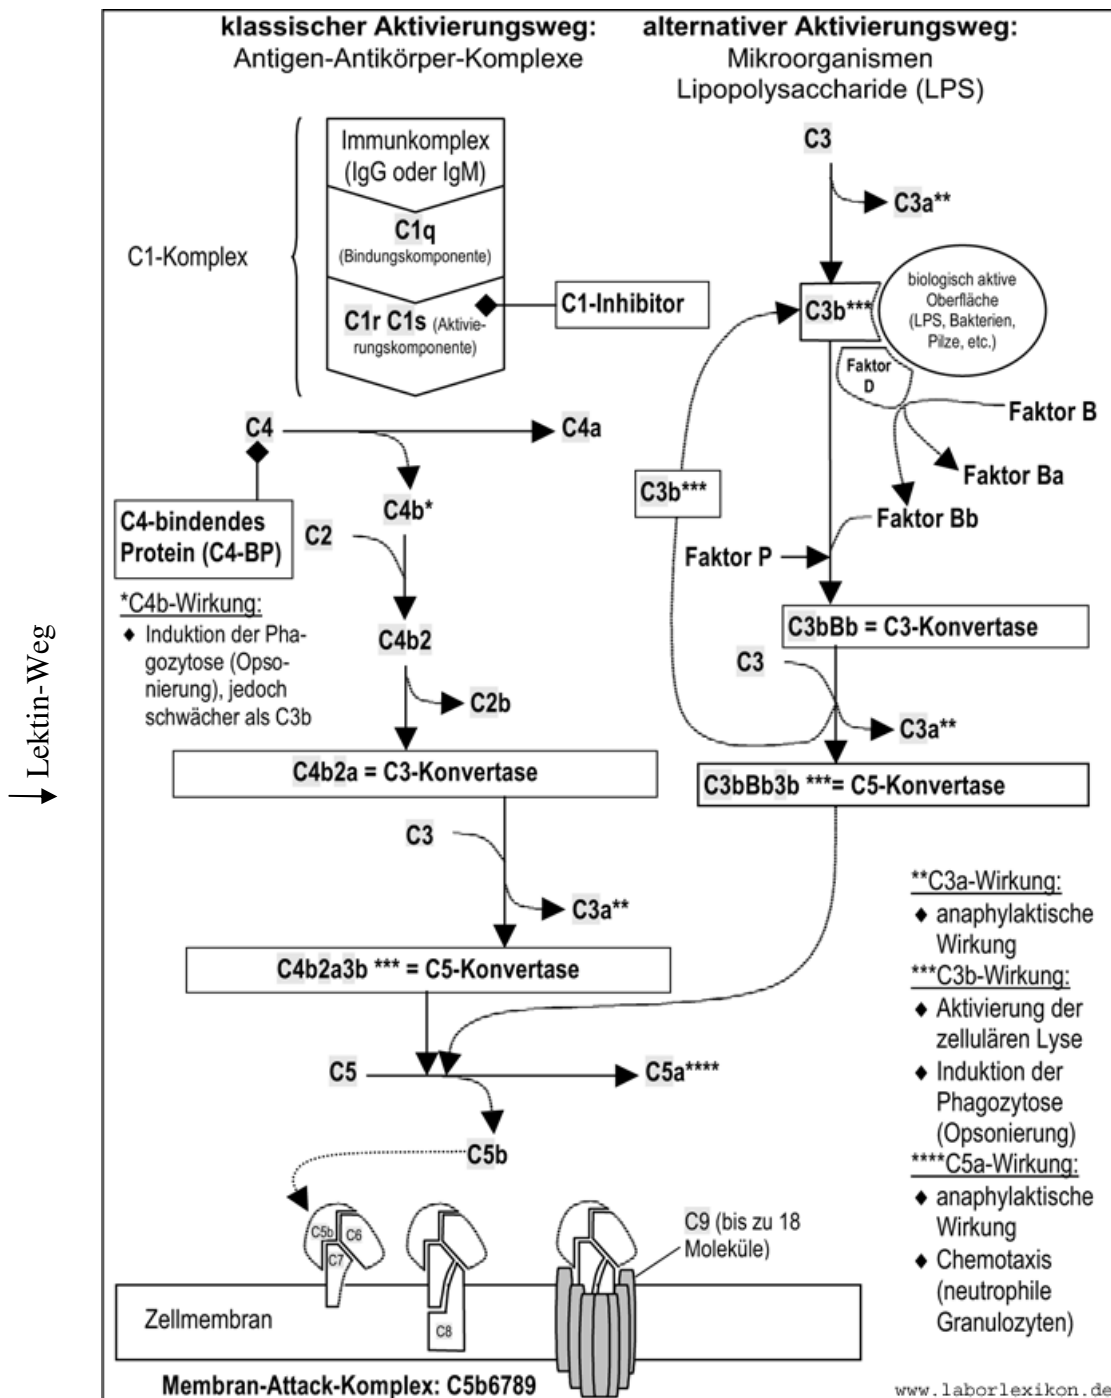 klassischer Aktivierungsweg:
Antigen-Antikörper-Komplexe
alternativer Aktivierungsweg:
Mikroorganismen
Lipopolysaccharide (LPS)
Immunkomplex
(IgG oder IgM)
C1q
(Bindungskomponente)
C1r C1s (Aktivie-
rungskomponente)
C1-Komplex
C1-Inhibitor
C3
C3a**
C3b***
biologisch aktive
Oberfläche
(LPS, Bakterien,
Pilze, etc.)
Faktor
D
Faktor B
Faktor Ba
Faktor Bb
C3b***
Faktor P
C3bBb = C3-Konvertase
C3
C3a**
C3bBb3b ***= C5-Konvertase
C4
C4a
C4b*
C4-bindendes
Protein (C4-BP)
C2
*C4b-Wirkung:
♦ Induktion der Pha-
gozytose (Opso-
nierung), jedoch
schwächer als C3b
C4b2
C2b
Lektin-Weg
C4b2a = C3-Konvertase
C3
C3a**
C4b2a3b *** = C5-Konvertase
C5
C5a****
C5b
**C3a-Wirkung:
♦ anaphylaktische
Wirkung
***C3b-Wirkung:
♦ Aktivierung der
zellulären Lyse
♦ Induktion der
Phagozytose
(Opsonierung)
****C5a-Wirkung:
♦ anaphylaktische
Wirkung
♦ Chemotaxis
(neutrophile
Granulozyten)
C5b
C6
C7
C8
C9 (bis zu 18
Moleküle)
Zellmembran
Membran-Attack-Komplex: C5b6789
www.laborlexikon.de